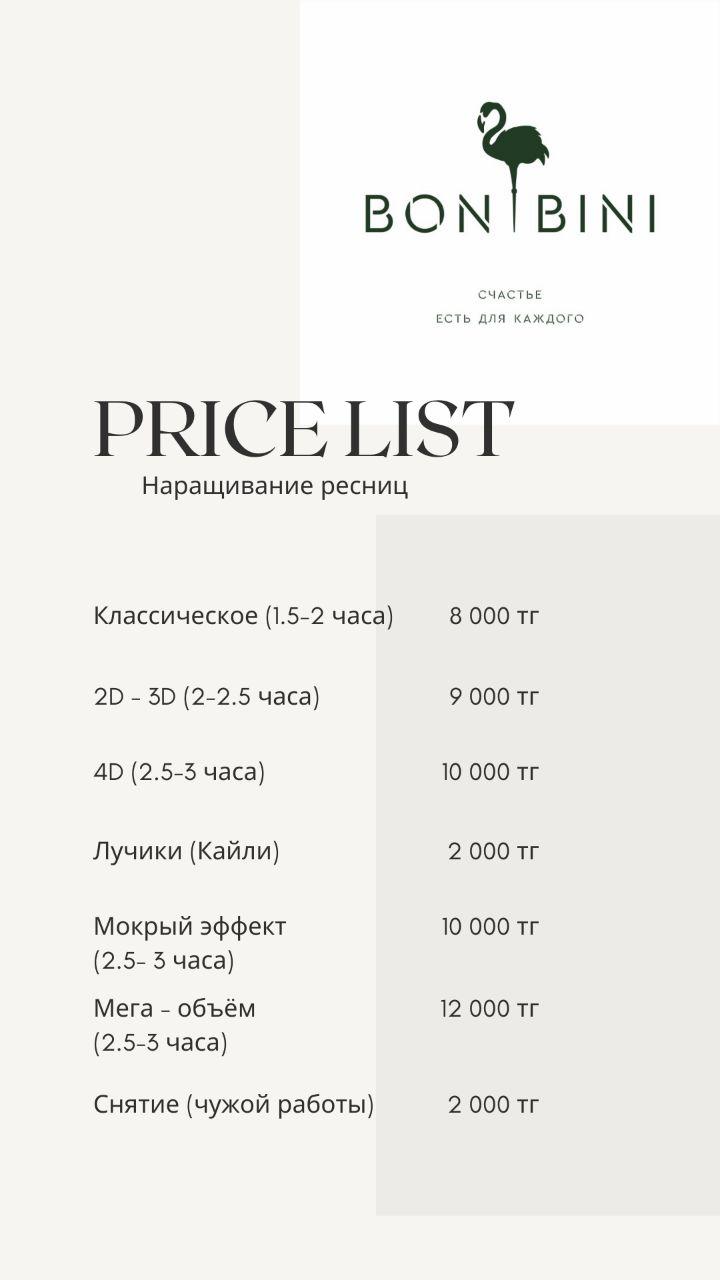 BON BINI
СЧАСТЬЕ
ЕСТЬ ДЛЯ КАЖДОГО
PRICE LIST
Наращивание ресниц
Классическое (1.5-2 часа) 8 000 тг
2D - 3D (2-2.5 часа) 9 000 тг
4D (2.5-3 часа) 10 000 тг
Лучики (Кайли) 2 000 тг
Мокрый эффект 10 000 тг
(2.5- 3 часа)
Мега - объём 12 000 тг
(2.5-3 часа)
Снятие (чужой работы) 2 000 тг